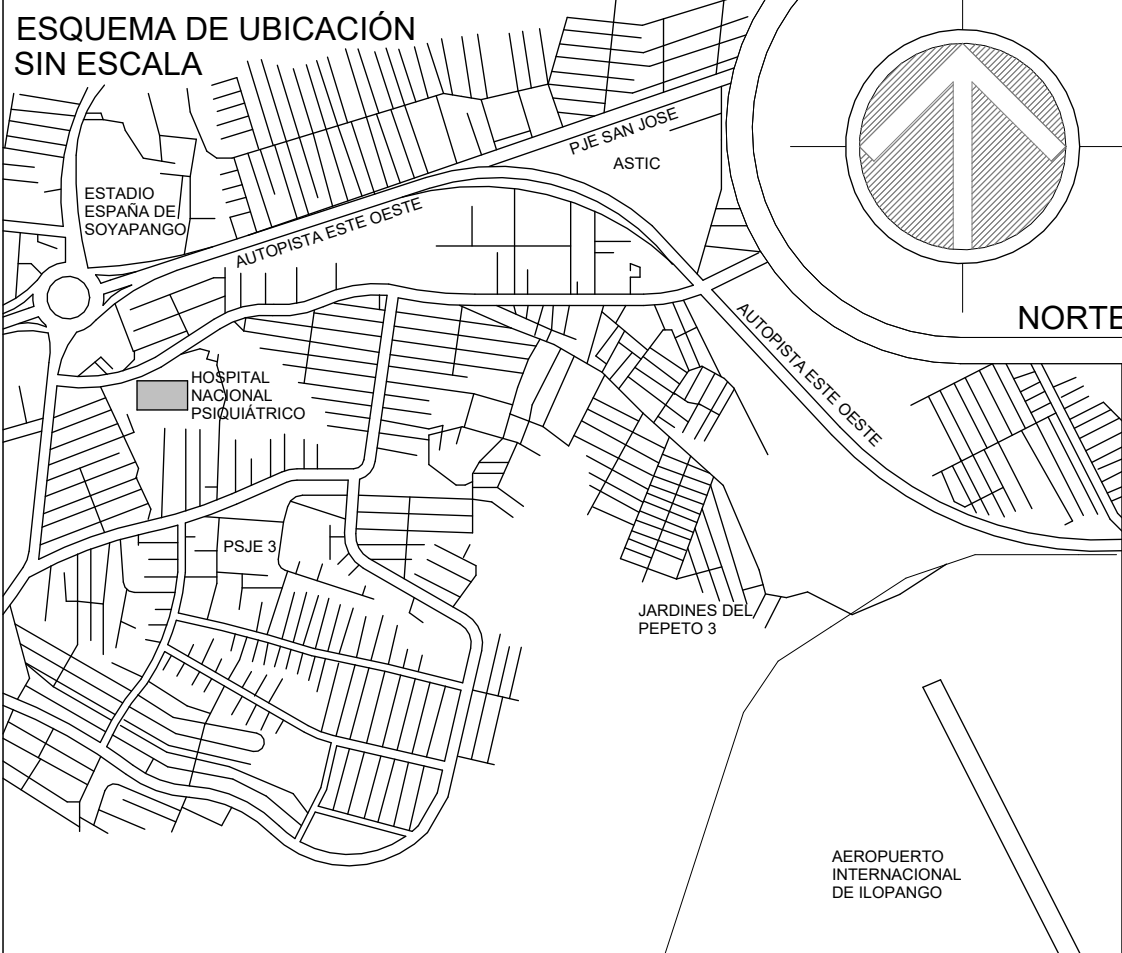 ESQUEMA DE UBICACIÓN
SIN ESCALA
PJE SAN JOSE
ASTIC
ESTADIO
ESPAÑA DE
SOYAPANGO
AUTOPISTA ESTE OESTE
NORTE
AUTOPISTA ESTE OESTE
HOSPITAL
NACIONAL
PSIQUIÁTRICO
PSJE 3
JARDINES DEL
PEPETO 3
AEROPUERTO
INTERNACIONAL
DE ILOPANGO